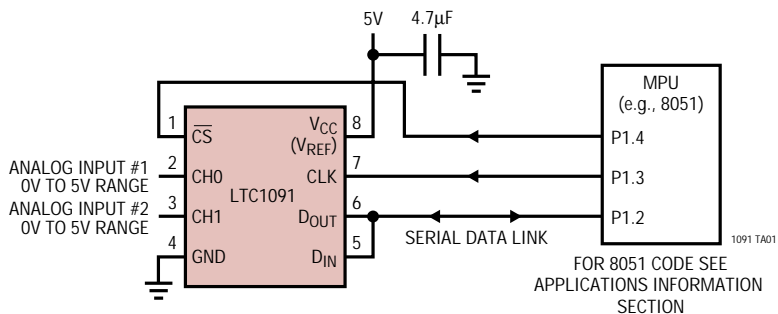 5V
4.7μF
MPU
(e.g., 8051)
P1.4
P1.3
P1.2
1
CS
VCC
(VREF)
8
ANALOG INPUT #1
0V TO 5V RANGE
2
CH0
CLK
7
LTC1091
ANALOG INPUT #2
0V TO 5V RANGE
3
CH1
DOUT
6
SERIAL DATA LINK
4
GND
DIN
5
1091 TA01
FOR 8051 CODE SEE
APPLICATIONS INFORMATION
SECTION